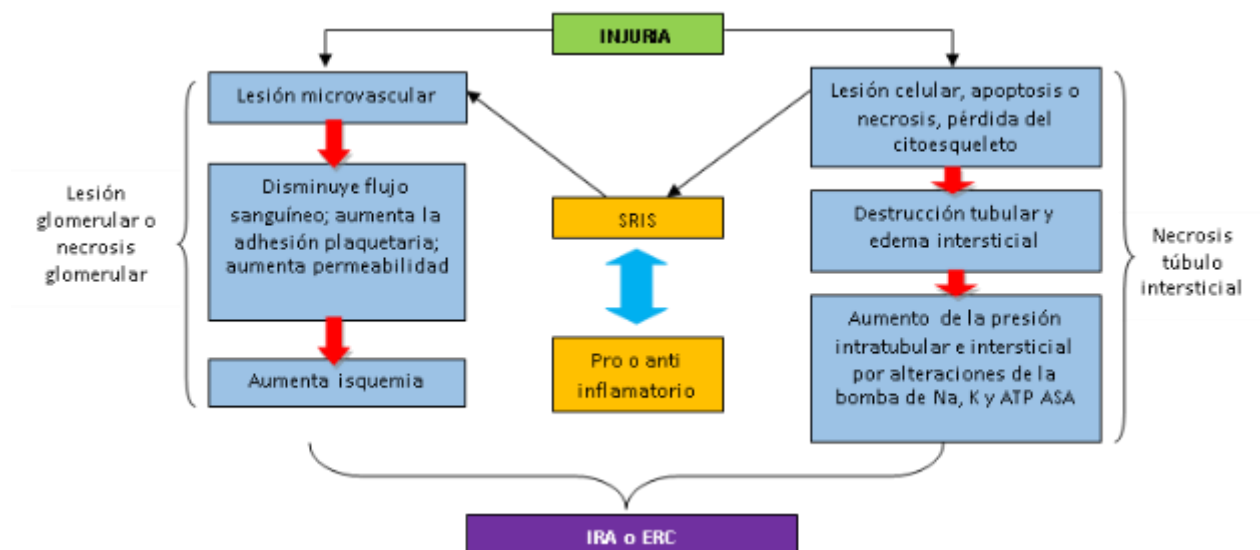 INJURIA
Lesión microvascular
Disminuye flujo
sanguíneo; aumenta la
adhesión plaquetaria;
aumenta permeabilidad
Aumenta isquemia
Lesión
glomerular o
necrosis
glomerular
SRIS
Pro o anti
inflamatorio
Lesión celular, apoptosis o
necrosis, pérdida del
citoesqueleto
Destrucción tubular y
edema intersticial
Aumento de la presión
intratubular e intersticial
por alteraciones de la
bomba de Na, K y ATP ASA
Necrosis
túbulo
intersticial
IRA o ERC